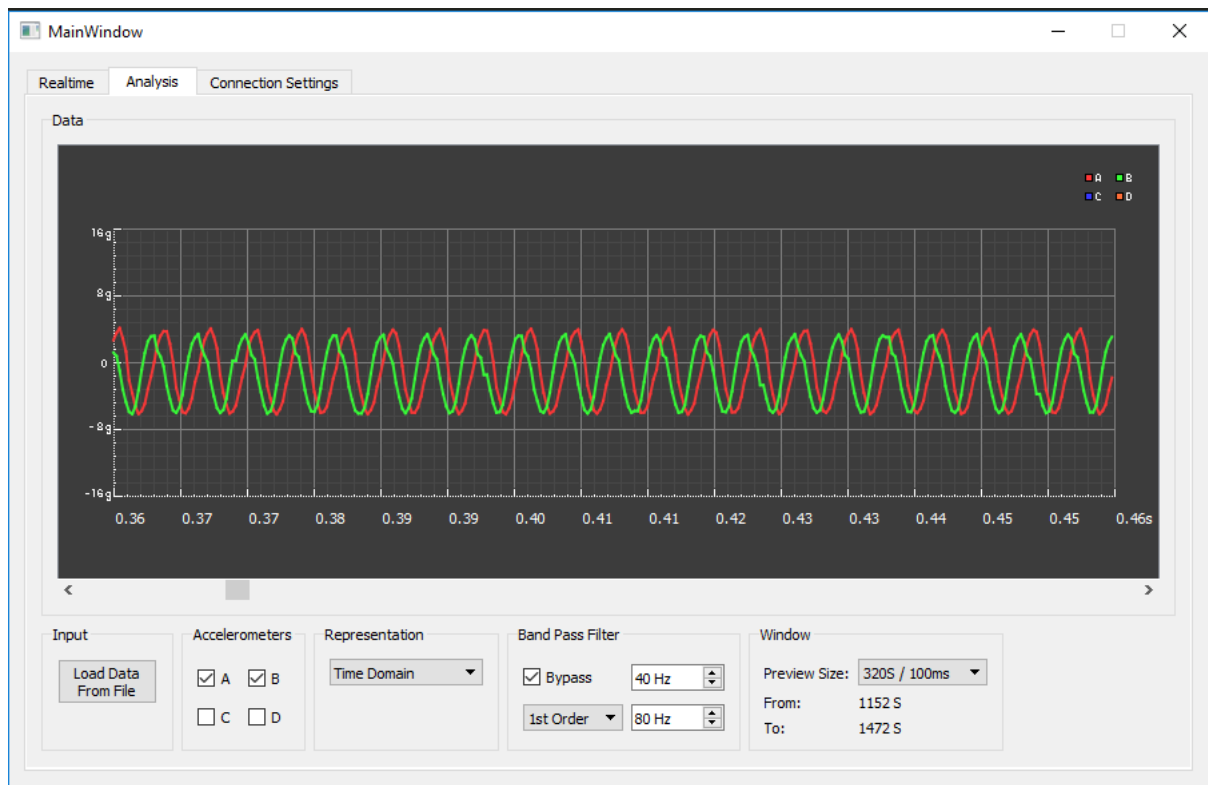 MainWindow
Realtime Analysis Connection Settings
Data
A B
C D
16g
8g
0
-8g
-16g
0.36 0.37 0.37 0.38 0.39 0.39 0.40 0.41 0.41 0.42 0.43 0.43 0.44 0.45 0.45 0.46s
Input Accelerometers Representation Band Pass Filter Window
Load Data
From File
A B
C D
Time Domain
Bypass 40 Hz
1st Order 80 Hz
Preview Size: 320S / 100ms
From: 1152 S
To: 1472 S